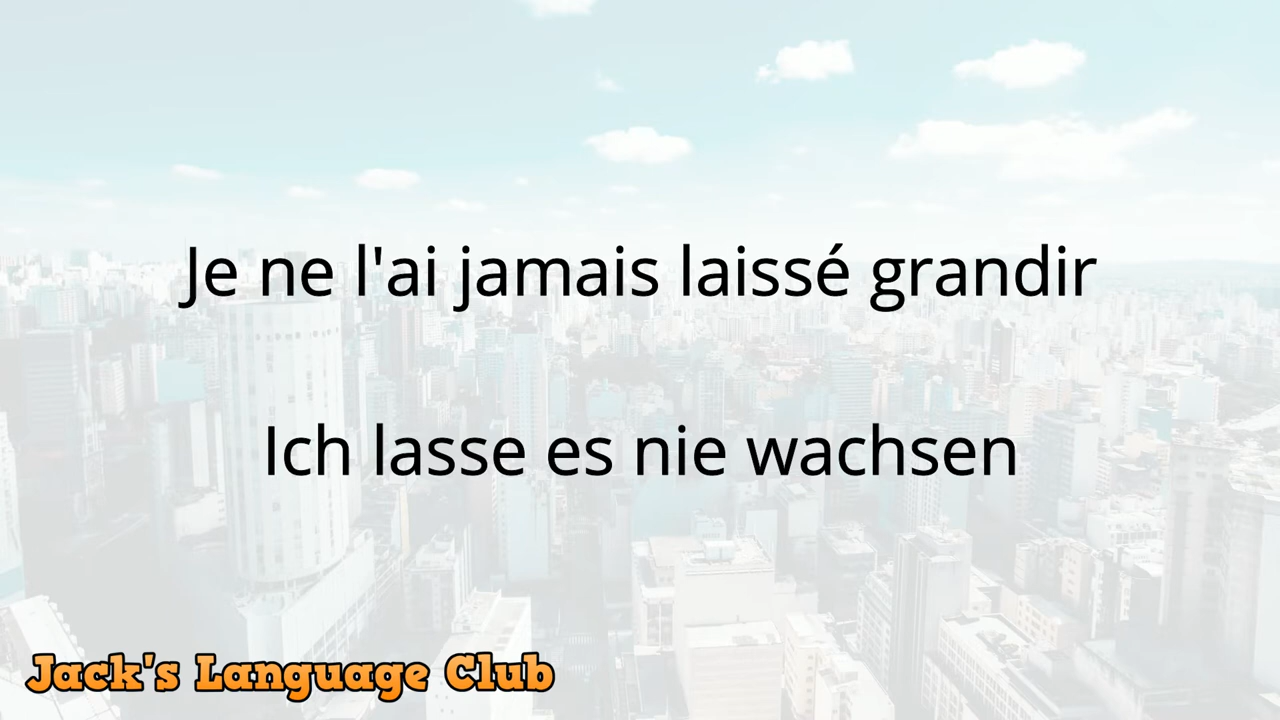 Je ne l'ai jamais laissé grandir
Ich lasse es nie wachsen
Jack's Language Club